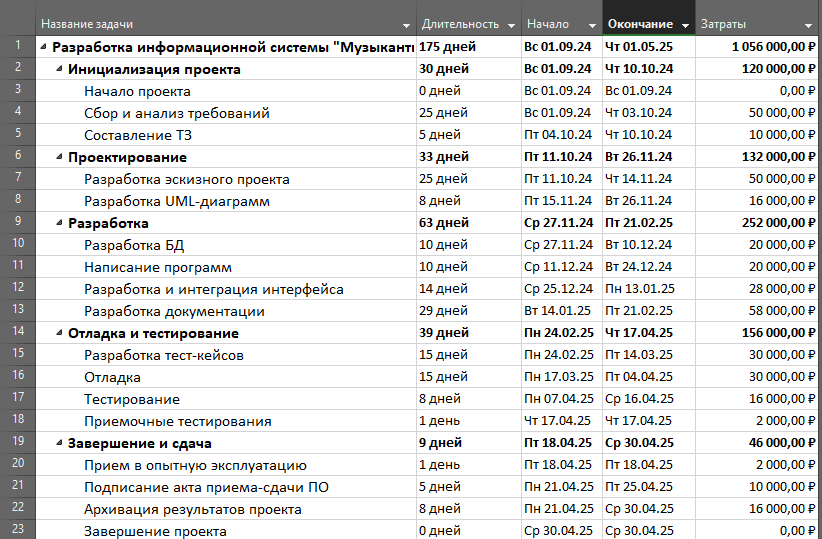 Название задачи Длительность Начало Окончание Затраты
1 Разработка информационной системы "Музыкант 175 дней Вс 01.09.24 Чт 01.05.25 1 056 000,00 ₽
2 Инициализация проекта 30 дней Вс 01.09.24 Чт 10.10.24 120 000,00 ₽
3 Начало проекта 0 дней Вс 01.09.24 Вс 01.09.24 0,00 ₽
4 Сбор и анализ требований 25 дней Вс 01.09.24 Чт 03.10.24 50 000,00 ₽
5 Составление ТЗ 5 дней Пт 04.10.24 Чт 10.10.24 10 000,00 ₽
6 Проектирование 33 дней Пт 11.10.24 Вт 26.11.24 132 000,00 ₽
7 Разработка эскизного проекта 25 дней Пт 11.10.24 Чт 14.11.24 50 000,00 ₽
8 Разработка UML-диаграмм 8 дней Пт 15.11.24 Вт 26.11.24 16 000,00 ₽
9 Разработка 63 дней Ср 27.11.24 Пт 21.02.25 252 000,00 ₽
10 Разработка БД 10 дней Ср 27.11.24 Вт 10.12.24 20 000,00 ₽
11 Написание программ 10 дней Ср 11.12.24 Вт 24.12.24 20 000,00 ₽
12 Разработка и интеграция интерфейса 14 дней Ср 25.12.24 Пн 13.01.25 28 000,00 ₽
13 Разработка документации 29 дней Вт 14.01.25 Пт 21.02.25 58 000,00 ₽
14 Отладка и тестирование 39 дней Пн 24.02.25 Чт 17.04.25 156 000,00 ₽
15 Разработка тест-кейсов 15 дней Пн 24.02.25 Пт 14.03.25 30 000,00 ₽
16 Отладка 15 дней Пн 17.03.25 Пт 04.04.25 30 000,00 ₽
17 Тестирование 8 дней Пн 07.04.25 Ср 16.04.25 16 000,00 ₽
18 Приемочные тестирования 1 день Чт 17.04.25 Чт 17.04.25 2 000,00 ₽
19 Завершение и сдача 9 дней Пт 18.04.25 Ср 30.04.25 46 000,00 ₽
20 Прием в опытную эксплуатацию 1 день Пт 18.04.25 Пт 18.04.25 2 000,00 ₽
21 Подписание акта приема-сдачи ПО 5 дней Пн 21.04.25 Пт 25.04.25 10 000,00 ₽
22 Архивация результатов проекта 8 дней Пн 21.04.25 Ср 30.04.25 16 000,00 ₽
23 Завершение проекта 0 дней Ср 30.04.25 Ср 30.04.25 0,00 ₽